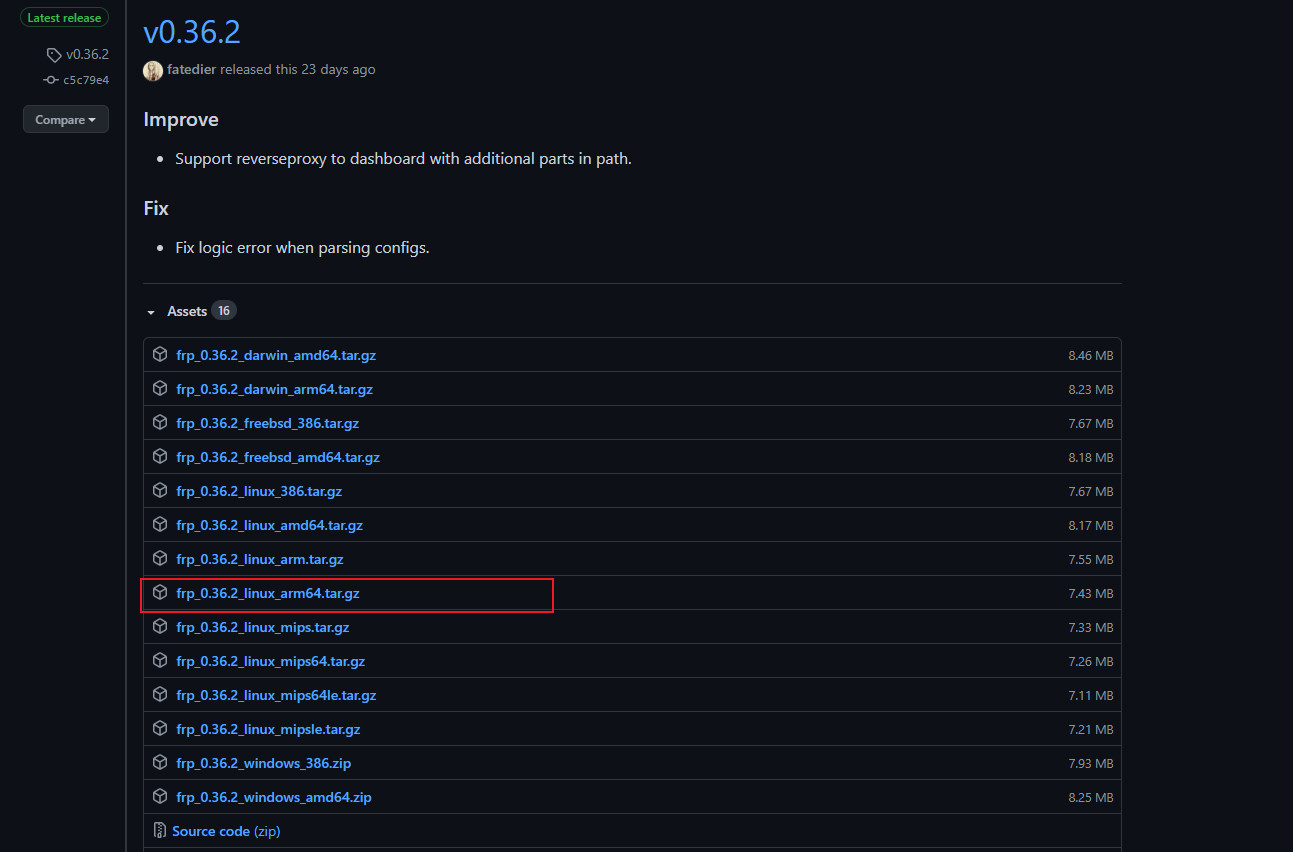 Latest release
v0.36.2
c5c79e4
Compare
v0.36.2
fatedier released this 23 days ago
Improve
Support reverseproxy to dashboard with additional parts in path.
Fix
Fix logic error when parsing configs.
Assets 16
frp_0.36.2_darwin_amd64.tar.gz 8.46 MB
frp_0.36.2_darwin_arm64.tar.gz 8.23 MB
frp_0.36.2_freebsd_386.tar.gz 7.67 MB
frp_0.36.2_freebsd_amd64.tar.gz 8.18 MB
frp_0.36.2_linux_386.tar.gz 7.67 MB
frp_0.36.2_linux_amd64.tar.gz 8.17 MB
frp_0.36.2_linux_arm.tar.gz 7.55 MB
frp_0.36.2_linux_arm64.tar.gz 7.43 MB
frp_0.36.2_linux_mips.tar.gz 7.33 MB
frp_0.36.2_linux_mips64.tar.gz 7.26 MB
frp_0.36.2_linux_mips64le.tar.gz 7.11 MB
frp_0.36.2_linux_mipsle.tar.gz 7.21 MB
frp_0.36.2_windows_386.zip 7.93 MB
frp_0.36.2_windows_amd64.zip 8.25 MB
Source code (zip)